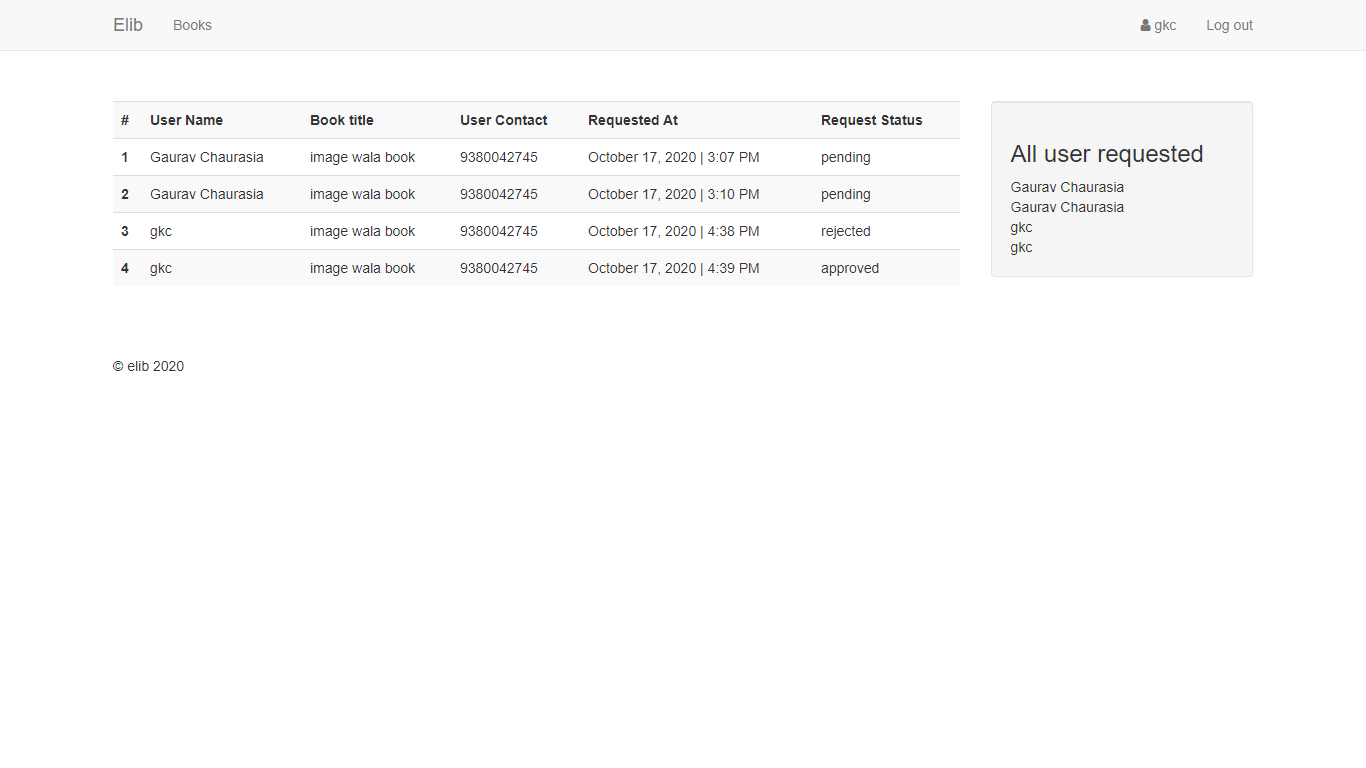 Elib Books gkc Log out
# User Name Book title User Contact Requested At Request Status
1 Gaurav Chaurasia image wala book 9380042745 October 17, 2020 | 3:07 PM pending
2 Gaurav Chaurasia image wala book 9380042745 October 17, 2020 | 3:10 PM pending
3 gkc image wala book 9380042745 October 17, 2020 | 4:38 PM rejected
4 gkc image wala book 9380042745 October 17, 2020 | 4:39 PM approved
All user requested
Gaurav Chaurasia
Gaurav Chaurasia
gkc
gkc
© elib 2020